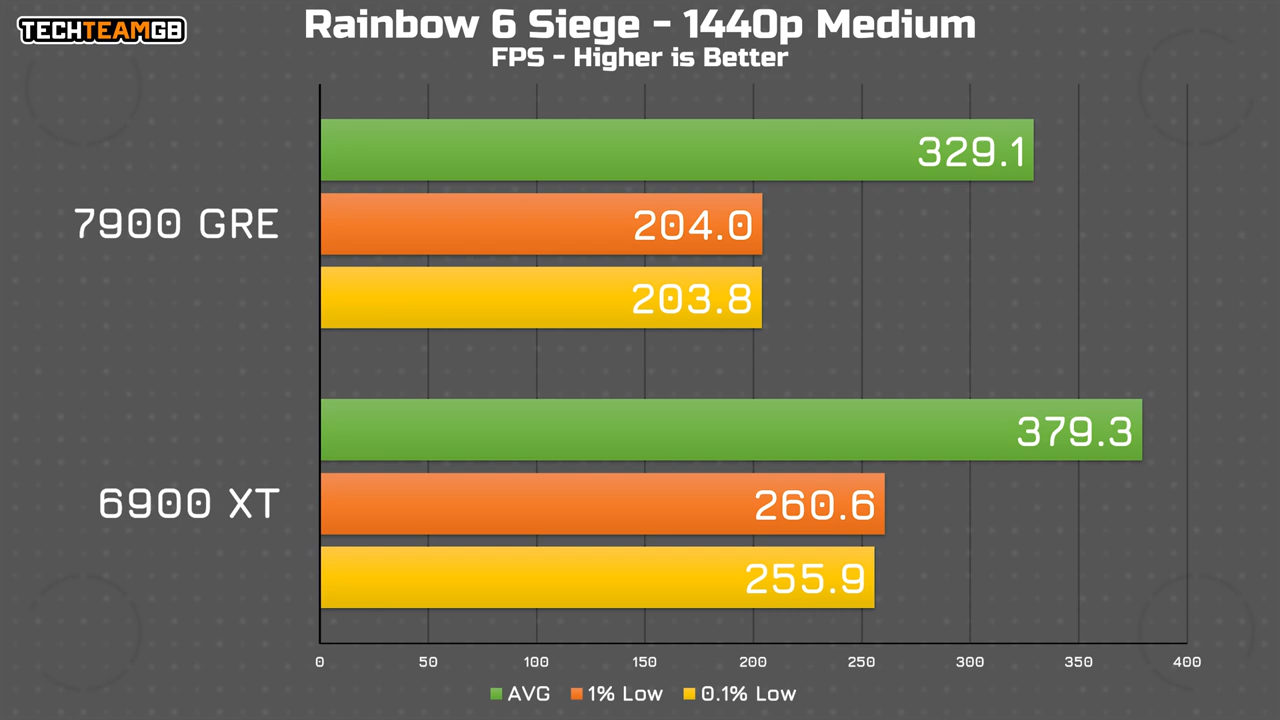 TECHTEAMGB
Rainbow 6 Siege - 1440p Medium
FPS - Higher is Better
7900 GRE
329.1
204.0
203.8
6900 XT
379.3
260.6
255.9
0 50 100 150 200 250 300 350 400
AVG 1% Low 0.1% Low